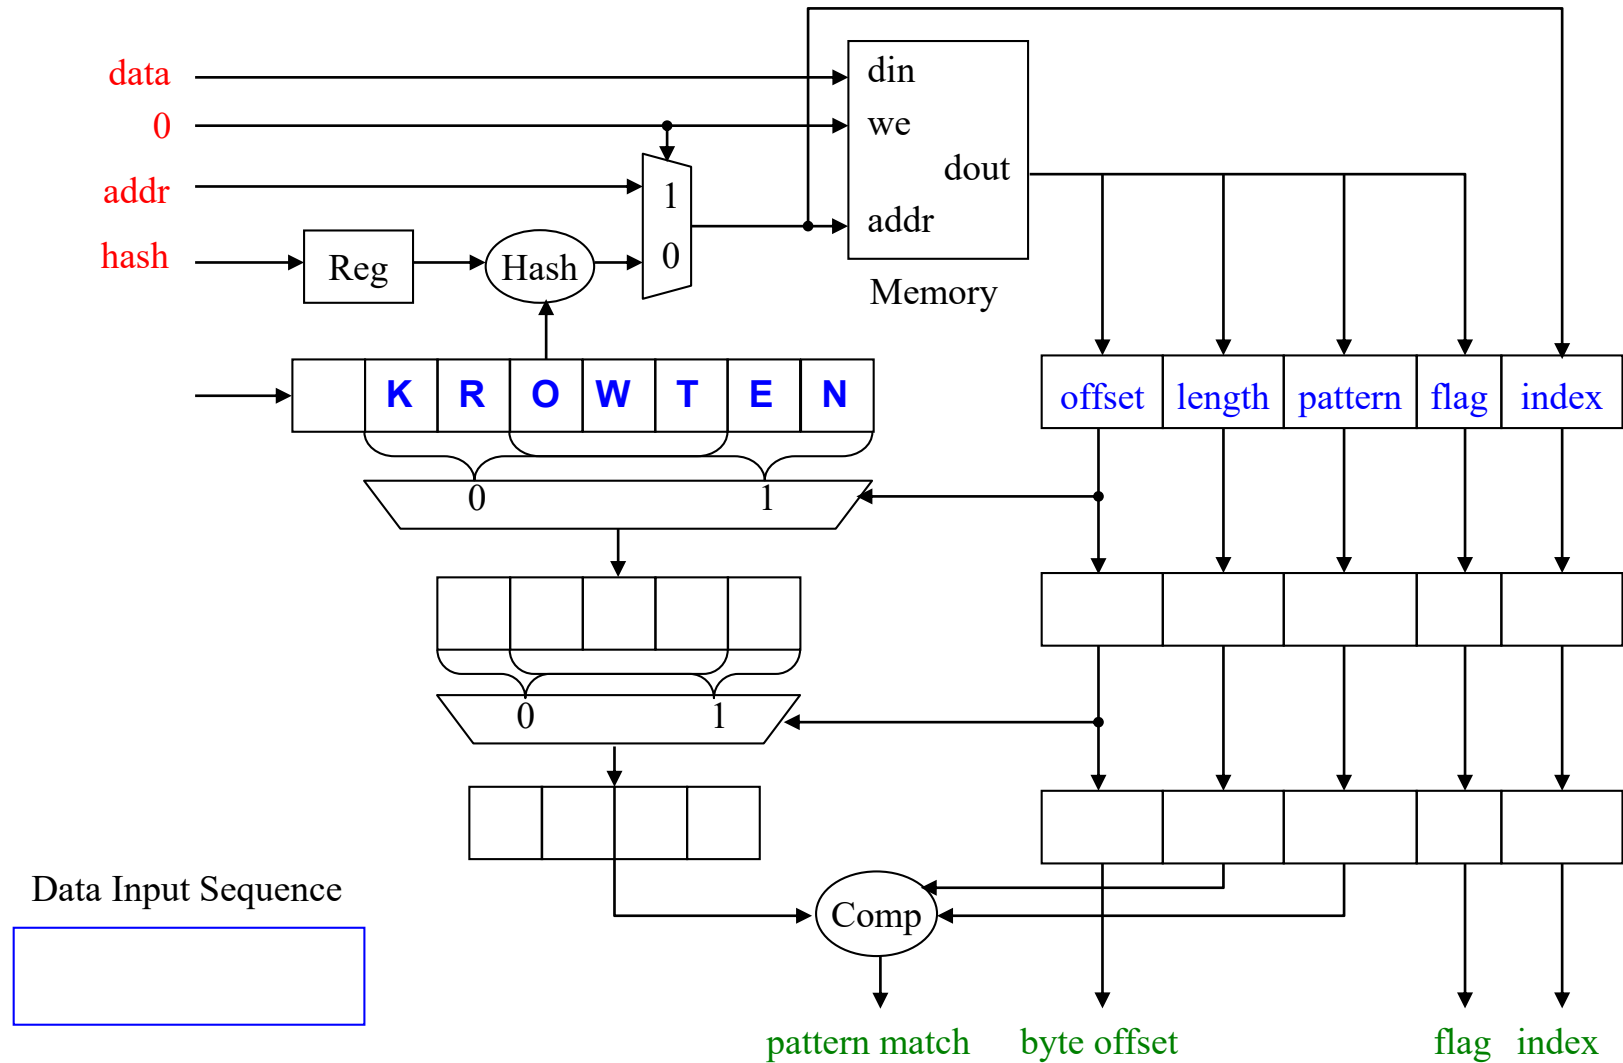 data
din
0
we
dout
addr
1
addr
hash
Reg
Hash
0
Memory
K R O W T E N
offset length pattern flag index
0 1
0 1
Data Input Sequence
Comp
pattern match byte offset flag index